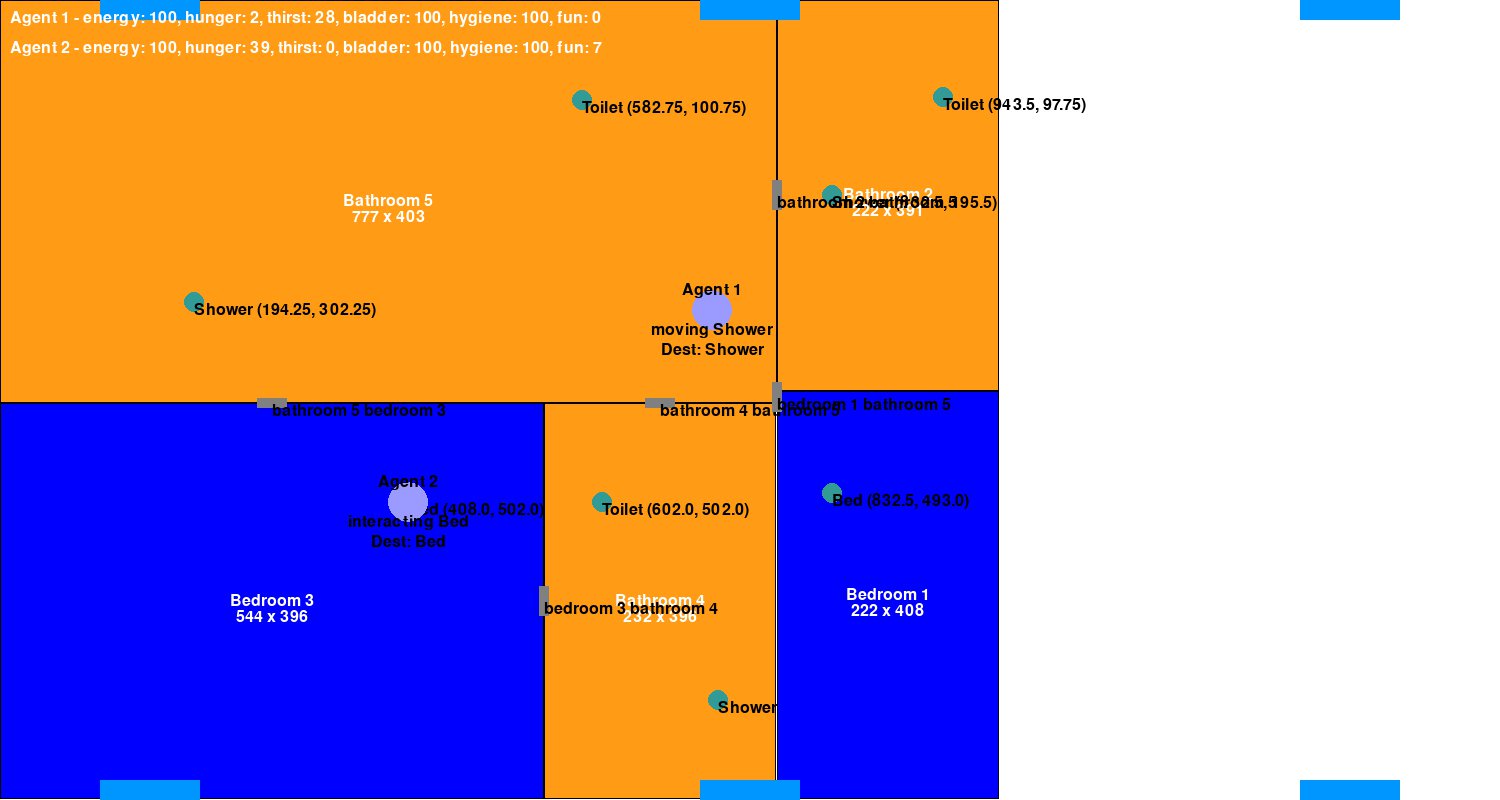 Agent 1 - energy: 100, hunger: 2, thirst: 28, bladder: 100, hygiene: 100, fun: 0
Agent 2 - energy: 100, hunger: 39, thirst: 0, bladder: 100, hygiene: 100, fun: 7
Toilet (582.75, 100.75)
Toilet (943.5, 97.75)
Bathroom 5
777 x 403
Bathroom 2
222 x 391
bathroom 2 bathroom 5
Shower (832.5, 195.5)
Agent 1
Shower (194.25, 302.25)
moving Shower
Dest: Shower
bathroom 5 bedroom 3
bathroom 4 bathroom 5
bedroom 1 bathroom 5
Agent 2
(408.0, 502.0)
interacting Bed
Dest: Bed
Toilet (602.0, 502.0)
Bed (832.5, 493.0)
Bedroom 3
544 x 396
bedroom 3 bathroom 4
Bathroom 4
232 x 396
Bedroom 1
222 x 408
Shower